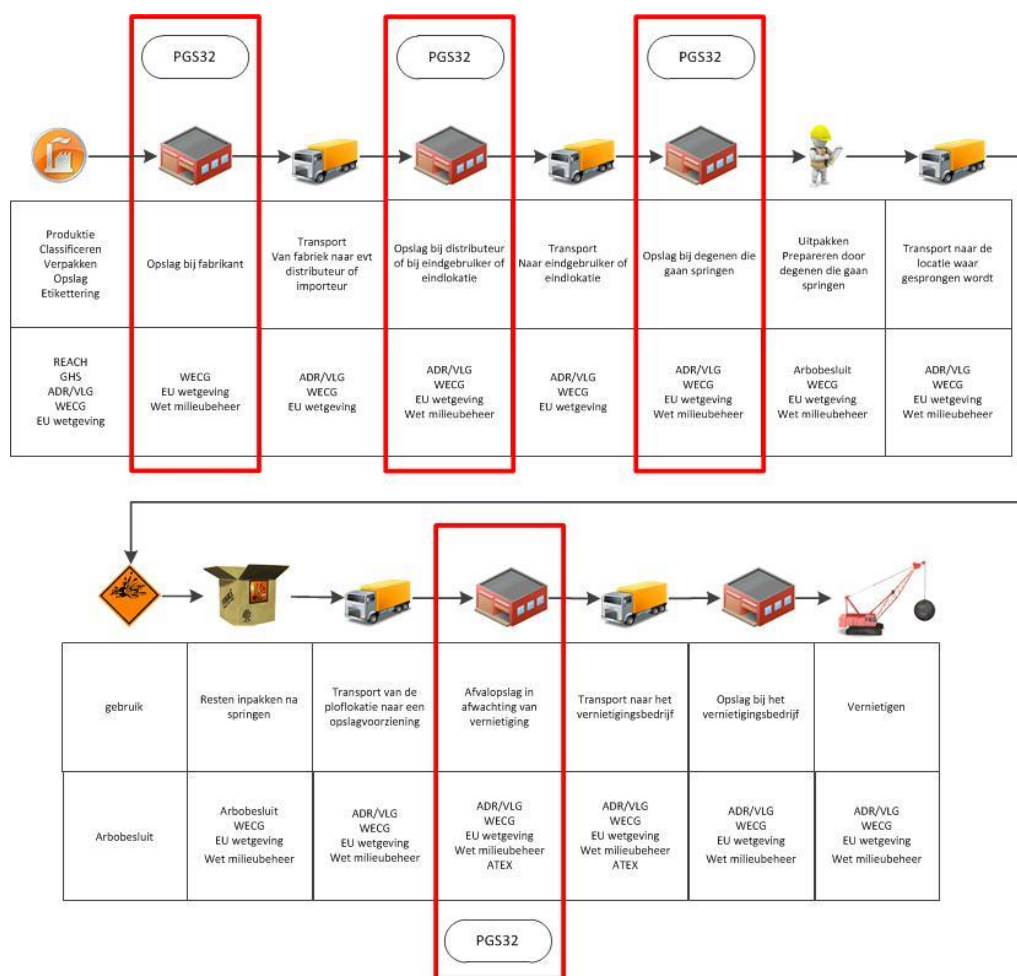 PGS32
PGS32
PGS32
Produktie
Classificeren
Verpakken
Opslag
Etikettering
Opslag bij fabrikant
Transport
Van fabriek naar evt
distributeur of
importeur
Opslag bij distributeur
of bij eindgebruiker of
eindlokatie
Transport
Naar eindgebruiker of
eindlokatie
Opslag bij degenen die
gaan springen
Uitpakken
Prepareren door
degenen die gaan
springen
Transport naar de
locatie waar
gesprongen wordt
REACH
GHS
ADR/VLG
WECG
EU wetgeving
WECG
EU wetgeving
Wet milieubeheer
ADR/VLG
WECG
EU wetgeving
ADR/VLG
WECG
EU wetgeving
Wet milieubeheer
ADR/VLG
WECG
EU wetgeving
ADR/VLG
WECG
EU wetgeving
Wet milieubeheer
Arbobesluit
WECG
EU wetgeving
Wet milieubeheer
ADR/VLG
WECG
EU wetgeving
Wet milieubeheer
gebruik
Resten inpakken na
springen
Transport van de
ploflokatie naar een
opslagvoorziening
Afvalopslag in
afwachting van
vernietiging
Transport naar het
vernietigingsbedrijf
Opslag bij het
vernietigingsbedrijf
Vernietigen
Arbobesluit
Arbobesluit
WECG
EU wetgeving
Wet milieubeheer
ADR/VLG
WECG
EU wetgeving
Wet milieubeheer
ADR/VLG
WECG
EU wetgeving
Wet milieubeheer
ATEX
ADR/VLG
WECG
EU wetgeving
Wet milieubeheer
ATEX
ADR/VLG
WECG
EU wetgeving
Wet milieubeheer
ADR/VLG
WECG
EU wetgeving
Wet milieubeheer
PGS32